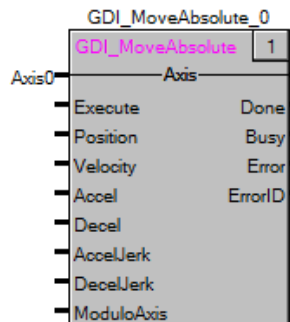 GDI_MoveAbsolute_0
GDI_MoveAbsolute 1
Axis0 Axis
Execute Done
Position Busy
Velocity Error
Accel ErrorID
Decel
AccelJerk
DecelJerk
ModuloAxis